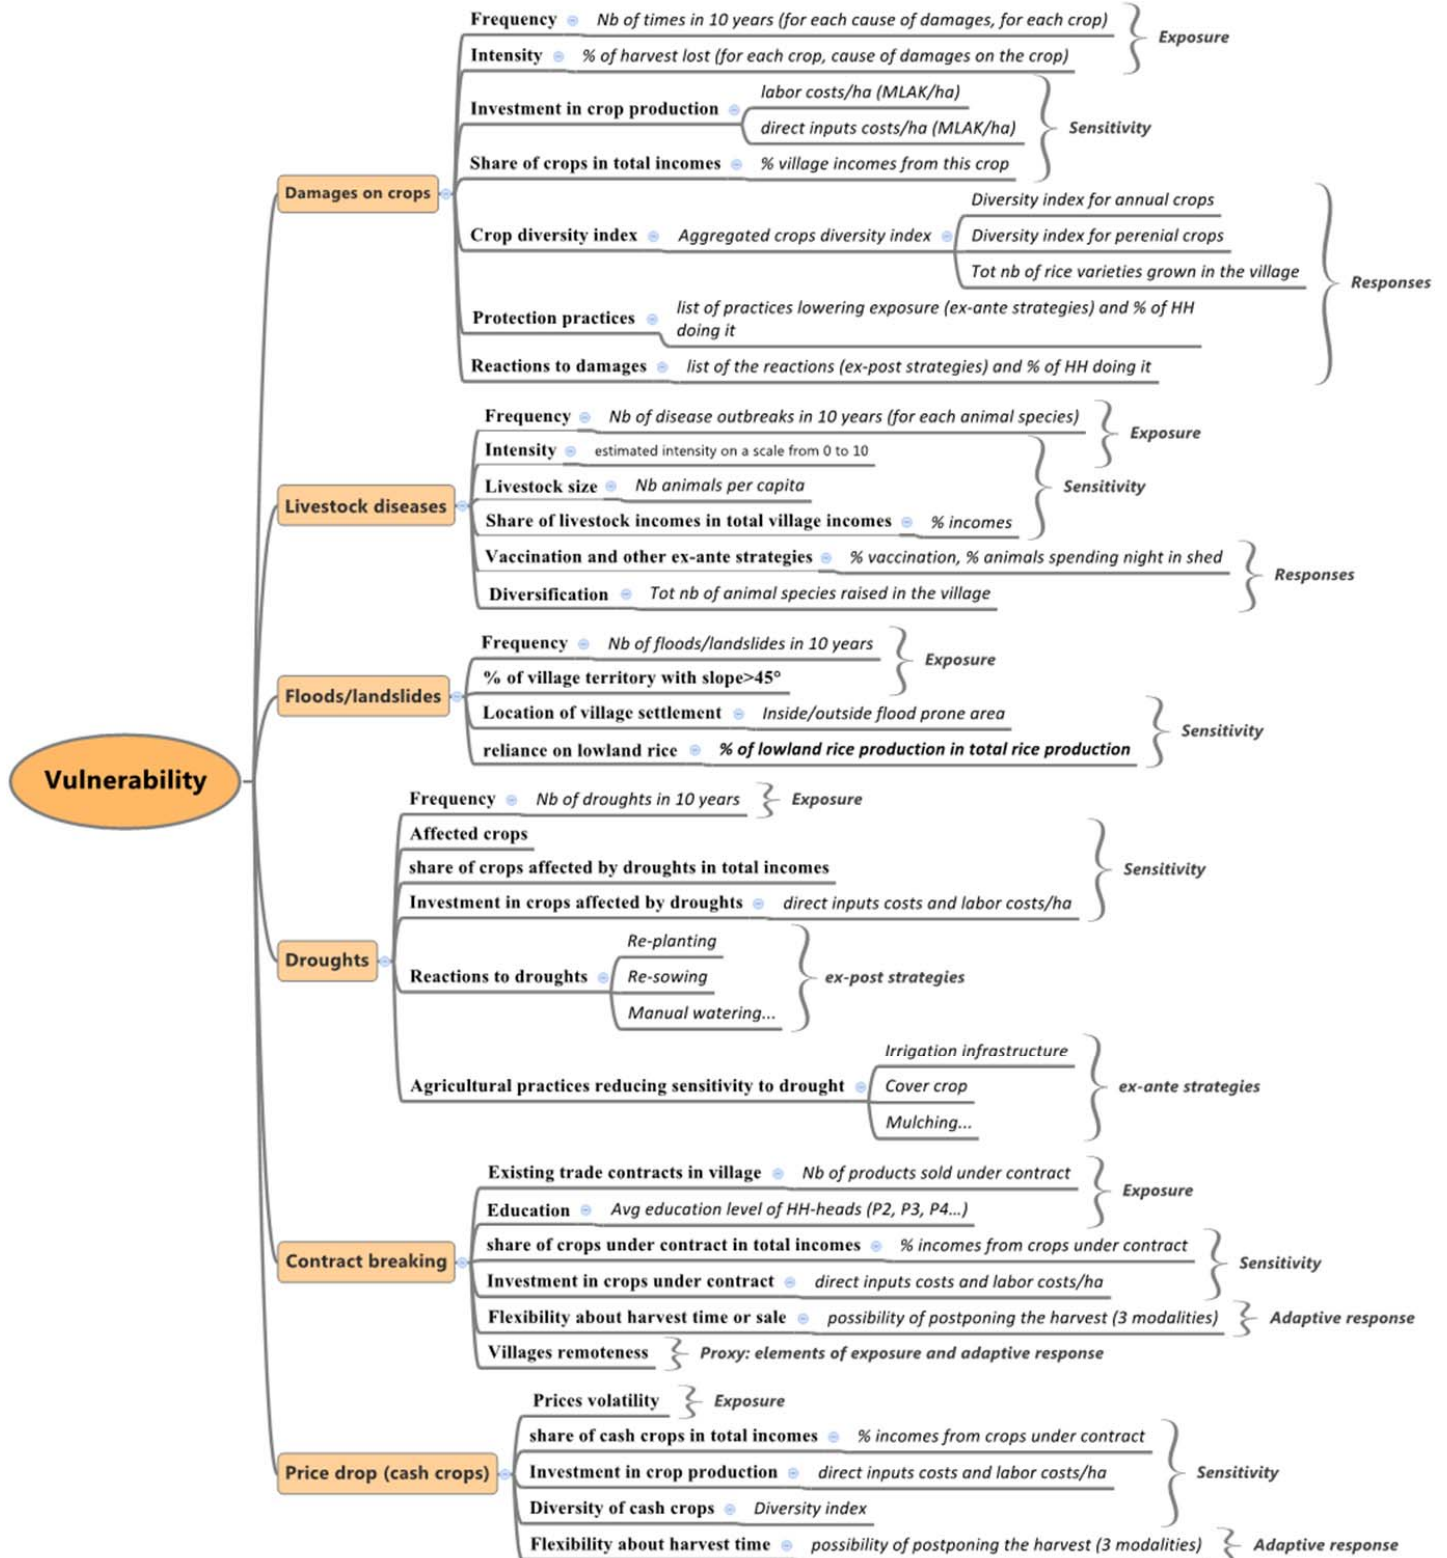 Vulnerability
Damages on crops
Frequency Nb of times in 10 years (for each cause of damages, for each crop)
Intensity % of harvest lost (for each crop, cause of damages on the crop)
Exposure
Investment in crop production
labor costs/ha (MLAK/ha)
direct inputs costs/ha (MLAK/ha)
Share of crops in total incomes % village incomes from this crop
Sensitivity
Crop diversity index Aggregated crops diversity index
Diversity index for annual crops
Diversity index for perenial crops
Tot nb of rice varieties grown in the village
Protection practices
list of practices lowering exposure (ex-ante strategies) and % of HH
doing it
Reactions to damages list of the reactions (ex-post strategies) and % of HH doing it
Responses
Livestock diseases
Frequency Nb of disease outbreaks in 10 years (for each animal species)
Exposure
Intensity estimated intensity on a scale from 0 to 10
Livestock size Nb animals per capita
Share of livestock incomes in total village incomes % incomes
Sensitivity
Vaccination and other ex-ante strategies % vaccination, % animals spending night in shed
Diversification Tot nb of animal species raised in the village
Responses
Floods/landslides
Frequency Nb of floods/landslides in 10 years
% of village territory with slope>45°
Exposure
Location of village settlement Inside/outside flood prone area
reliance on lowland rice % of lowland rice production in total rice production
Sensitivity
Droughts
Frequency Nb of droughts in 10 years
Exposure
Affected crops
share of crops affected by droughts in total incomes
Investment in crops affected by droughts direct inputs costs and labor costs/ha
Sensitivity
Reactions to droughts
Re-planting
Re-sowing
Manual watering...
ex-post strategies
Agricultural practices reducing sensitivity to drought
Irrigation infrastructure
Cover crop
Mulching...
ex-ante strategies
Contract breaking
Existing trade contracts in village Nb of products sold under contract
Education Avg education level of HH-heads (P2, P3, P4...)
Exposure
share of crops under contract in total incomes % incomes from crops under contract
Investment in crops under contract direct inputs costs and labor costs/ha
Sensitivity
Flexibility about harvest time or sale possibility of postponing the harvest (3 modalities)
Adaptive response
Villages remoteness
Proxy: elements of exposure and adaptive response
Price drop (cash crops)
Prices volatility
Exposure
share of cash crops in total incomes % incomes from crops under contract
Investment in crop production direct inputs costs and labor costs/ha
Diversity of cash crops Diversity index
Sensitivity
Flexibility about harvest time possibility of postponing the harvest (3 modalities)
Adaptive response